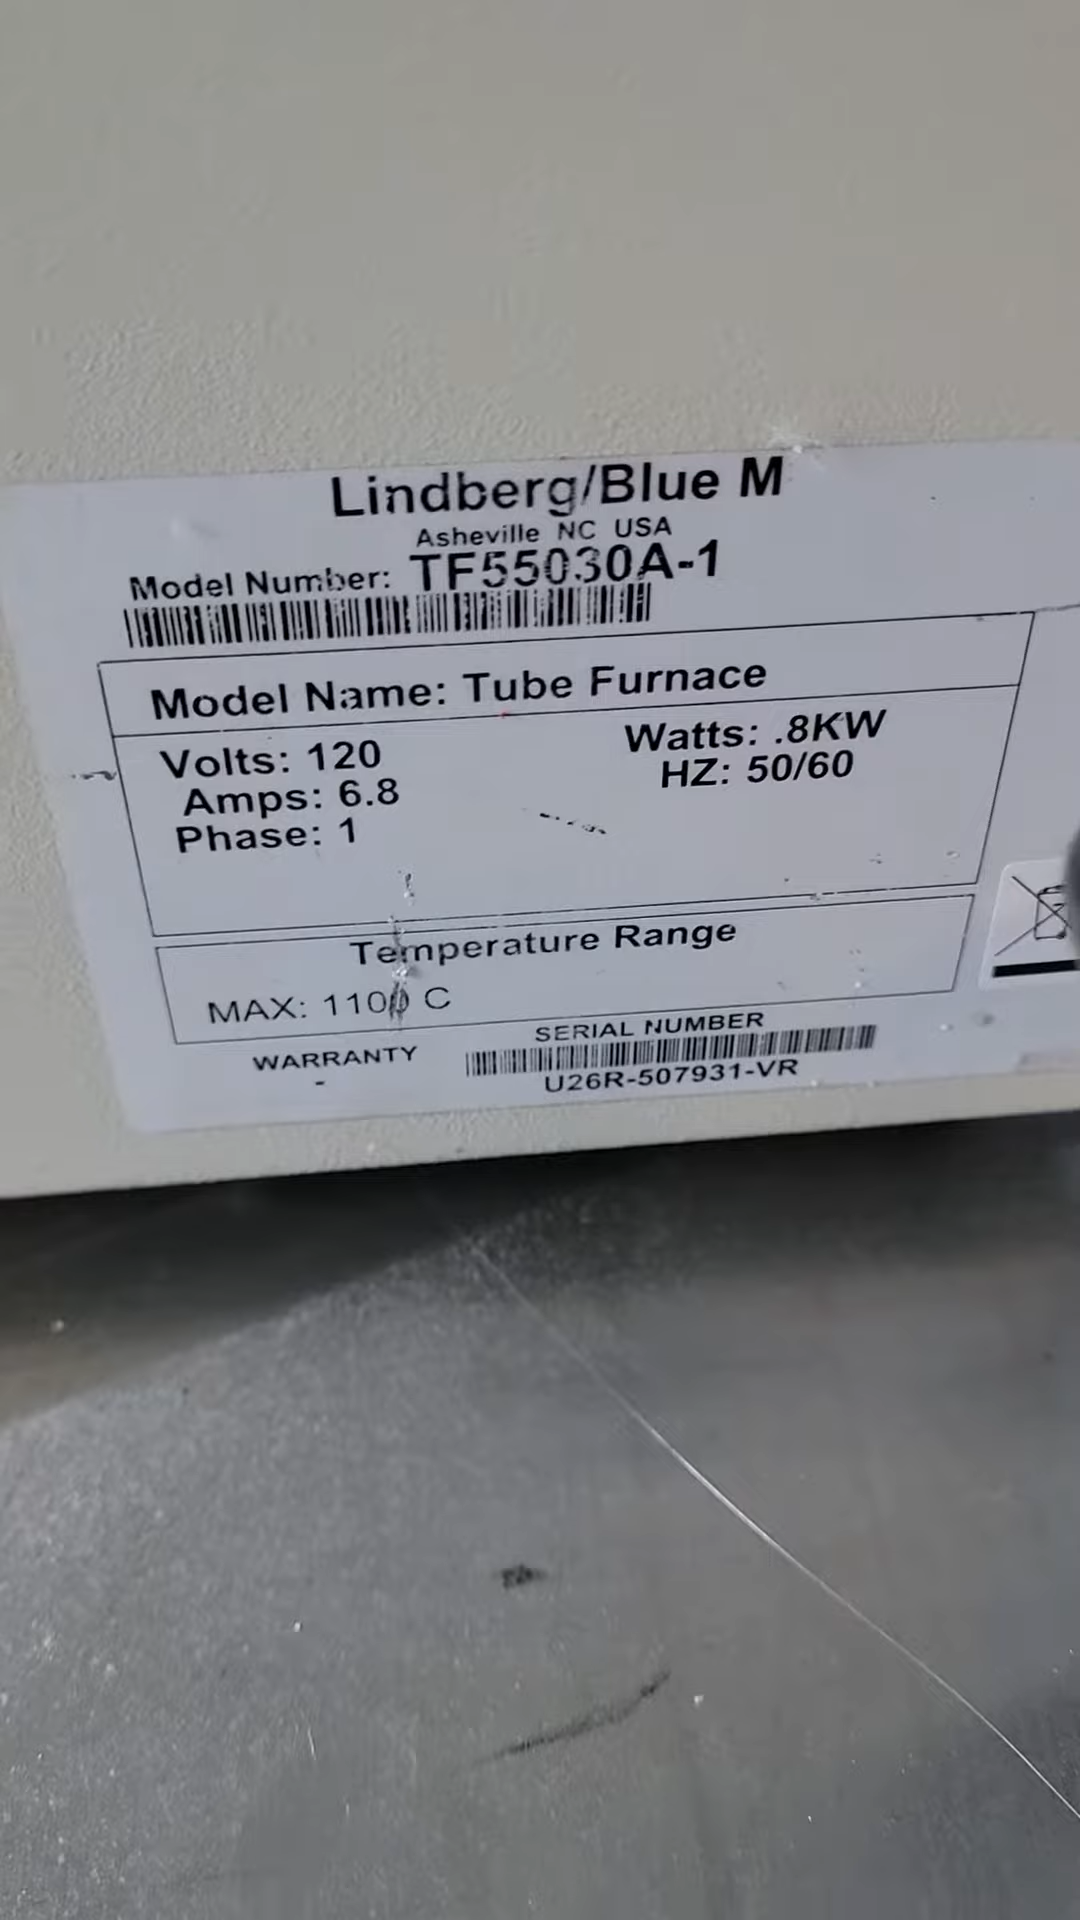 Lindberg/Blue M
Asheville NC USA
Model Number: TF55030A-1
Model Name: Tube Furnace
Volts: 120
Watts: .8KW
Amps: 6.8
HZ: 50/60
Phase: 1
Temperature Range
MAX: 1100 C
WARRANTY
-
SERIAL NUMBER
U26R-507931-VR